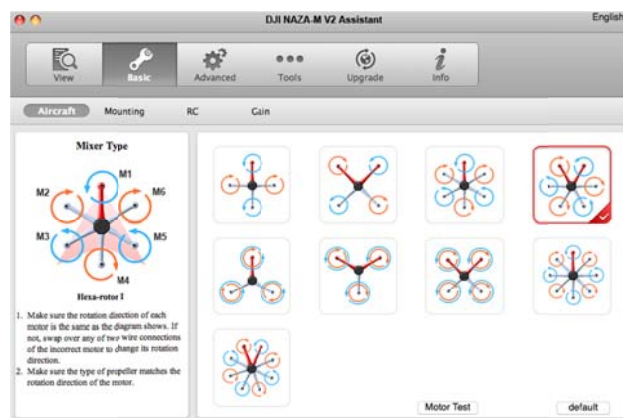 DJI NAZA-M V2 Assistant
English
View
Basic
Advanced
Tools
Upgrade
Info
Aircraft
Mounting
RC
Gain
Mixer Type
M1
M2
M6
M3
M5
M4
Hexa-rotor I
1. Make sure the rotation direction of each
motor is the same as the diagram shows. If
not, swap over any of two wire connections
of the incorrect motor to change its rotation
direction.
2. Make sure the type of propeller matches the
rotation direction of the motor.
Motor Test
default